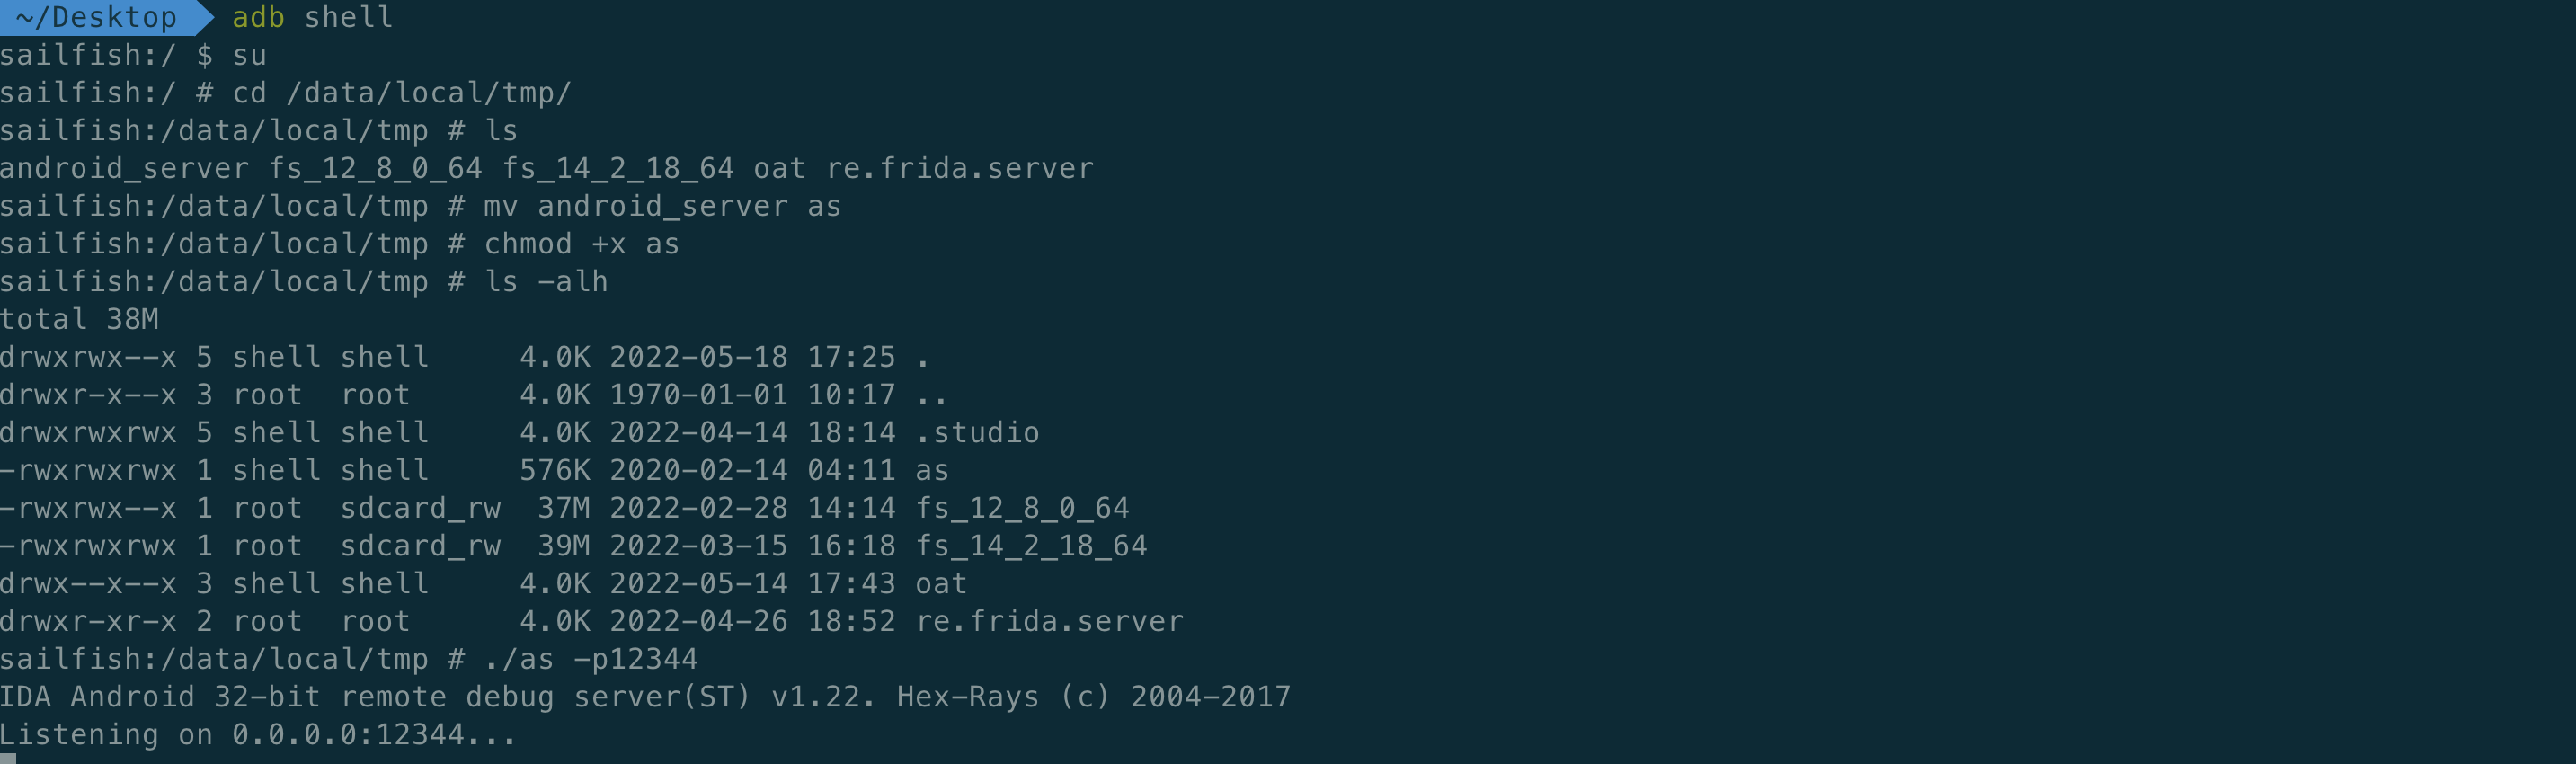 ~/Desktop adb shell
sailfish:/ $ su
sailfish:/ # cd /data/local/tmp/
sailfish:/data/local/tmp # ls
android_server fs_12_8_0_64 fs_14_2_18_64 oat re.frida.server
sailfish:/data/local/tmp # mv android_server as
sailfish:/data/local/tmp # chmod +x as
sailfish:/data/local/tmp # ls -alh
total 38M
drwxrwx--x 5 shell shell     4.0K 2022-05-18 17:25 .
drwxr-x--x 3 root  root      4.0K 1970-01-01 10:17 ..
drwxrwxrwx 5 shell shell     4.0K 2022-04-14 18:14 .studio
-rwxrwxrwx 1 shell shell     576K 2020-02-14 04:11 as
-rwxrwx--x 1 root  sdcard_rw  37M 2022-02-28 14:14 fs_12_8_0_64
-rwxrwxrwx 1 root  sdcard_rw  39M 2022-03-15 16:18 fs_14_2_18_64
drwx--x--x 3 shell shell     4.0K 2022-05-14 17:43 oat
drwxr-xr-x 2 root  root      4.0K 2022-04-26 18:52 re.frida.server
sailfish:/data/local/tmp # ./as -p12344
IDA Android 32-bit remote debug server(ST) v1.22. Hex-Rays (c) 2004-2017
Listening on 0.0.0.0:12344...